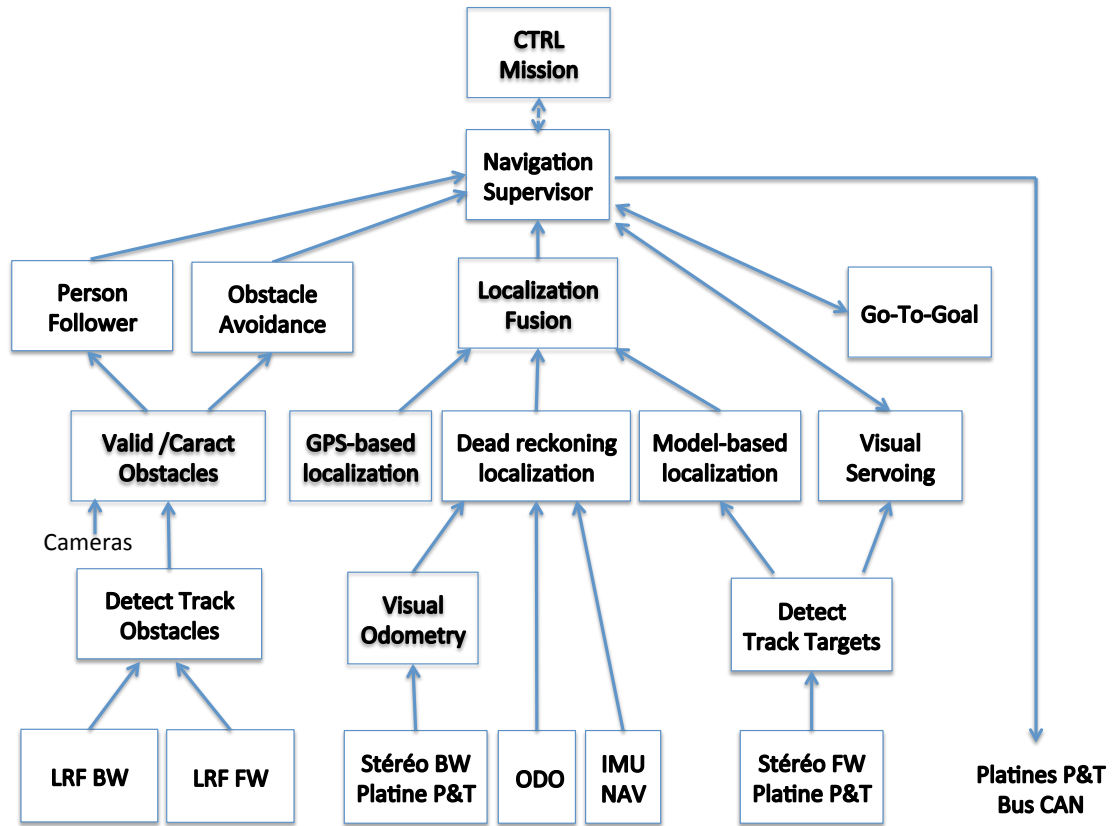 CTRL
Mission
Navigation
Supervisor
Person
Follower
Obstacle
Avoidance
Localization
Fusion
Go-To-Goal
Valid /Caract
Obstacles
GPS-based
localization
Dead reckoning
localization
Model-based
localization
Visual
Servoing
Cameras
Detect Track
Obstacles
Visual
Odometry
Detect
Track Targets
LRF BW
LRF FW
Stéréo BW
Platine P&T
ODO
IMU
NAV
Stéréo FW
Platine P&T
Platines P&T
Bus CAN